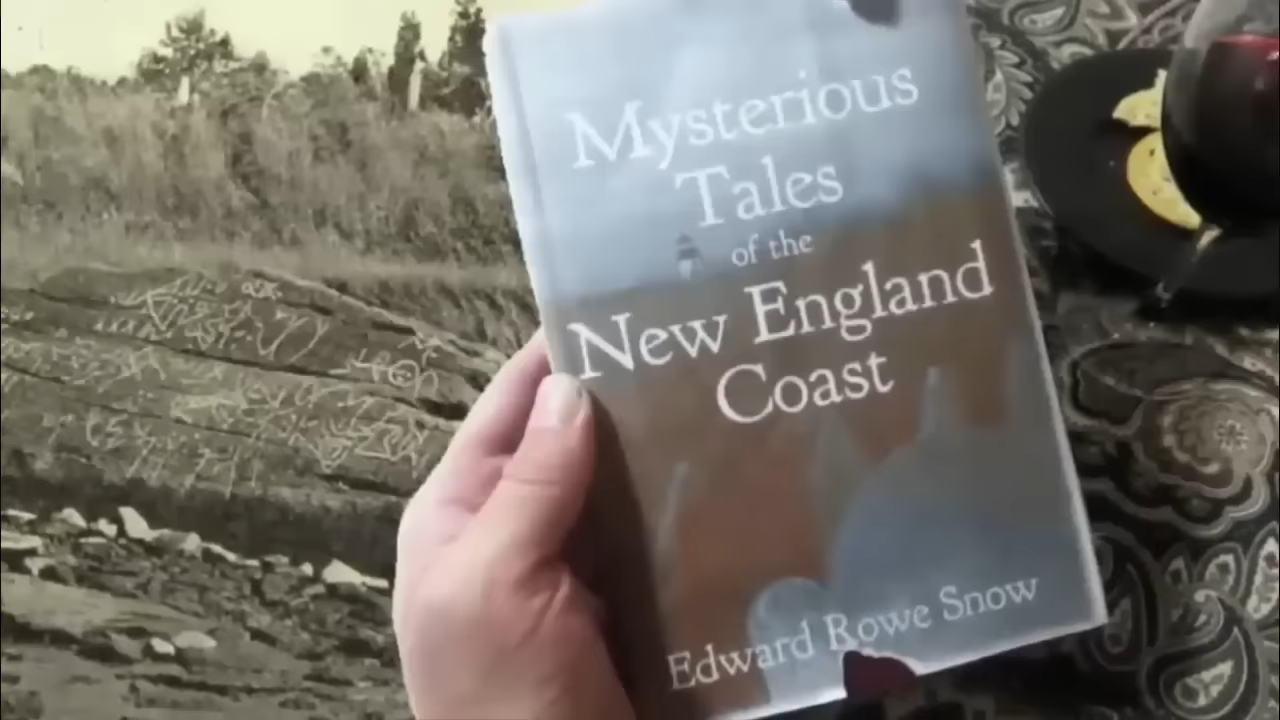 Mysterious
Tales
of the
New England
Coast
Edward Rowe Snow